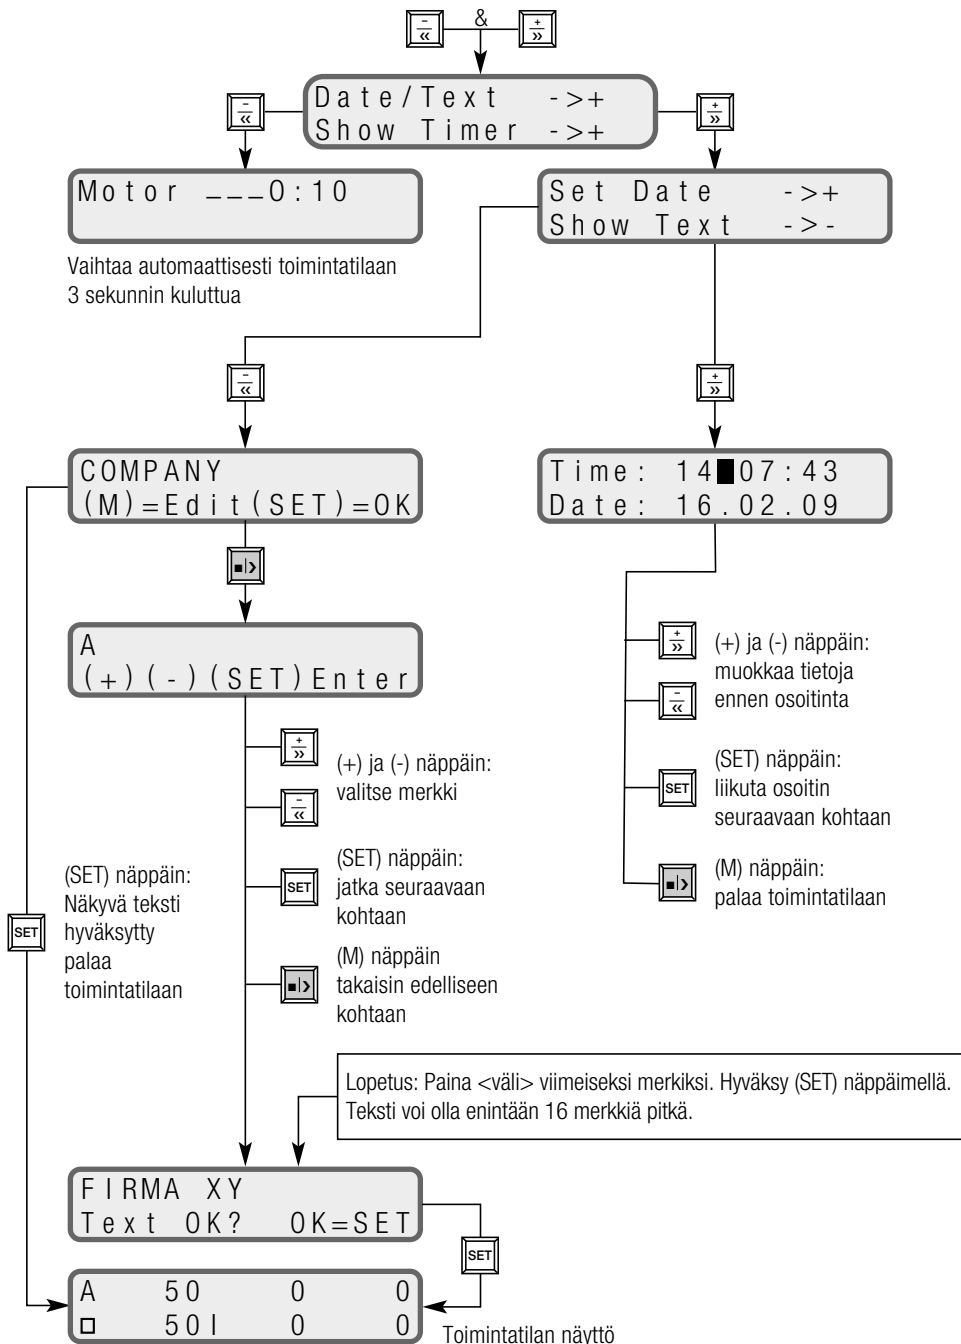 − « & + »
− « Date/Text ->+ + »
Show Timer ->+
Motor ___0:10
Set Date ->+
Show Text ->-
Vaihtaa automaattisesti toimintatilaan
3 sekunnin kuluttua
− «
+ »
COMPANY
(M)=Edit(SET)=OK
Time: 14 07:43
Date: 16.02.09
A
(+)(-)(SET)Enter
+ »
− «
(+) ja (-) näppäin:
muokkaa tietoja
ennen osoitinta
SET
(SET) näppäin:
liikuta osoitin
seuraavaan kohtaan
(M) näppäin:
palaa toimintatilaan
+ »
− «
(+) ja (-) näppäin:
valitse merkki
SET
(SET) näppäin:
jatka seuraavaan
kohtaan
(M) näppäin
takaisin edelliseen
kohtaan
SET
(SET) näppäin:
Näkyvä teksti
hyväksytty
palaa
toimintatilaan
Lopetus: Paina <väli> viimeiseksi merkiksi. Hyväksy (SET) näppäimellä.
Teksti voi olla enintään 16 merkkiä pitkä.
FIRMA XY
Text OK? OK=SET
SET
A 50 0 0
50I 0 0
Toimintatilan näyttö